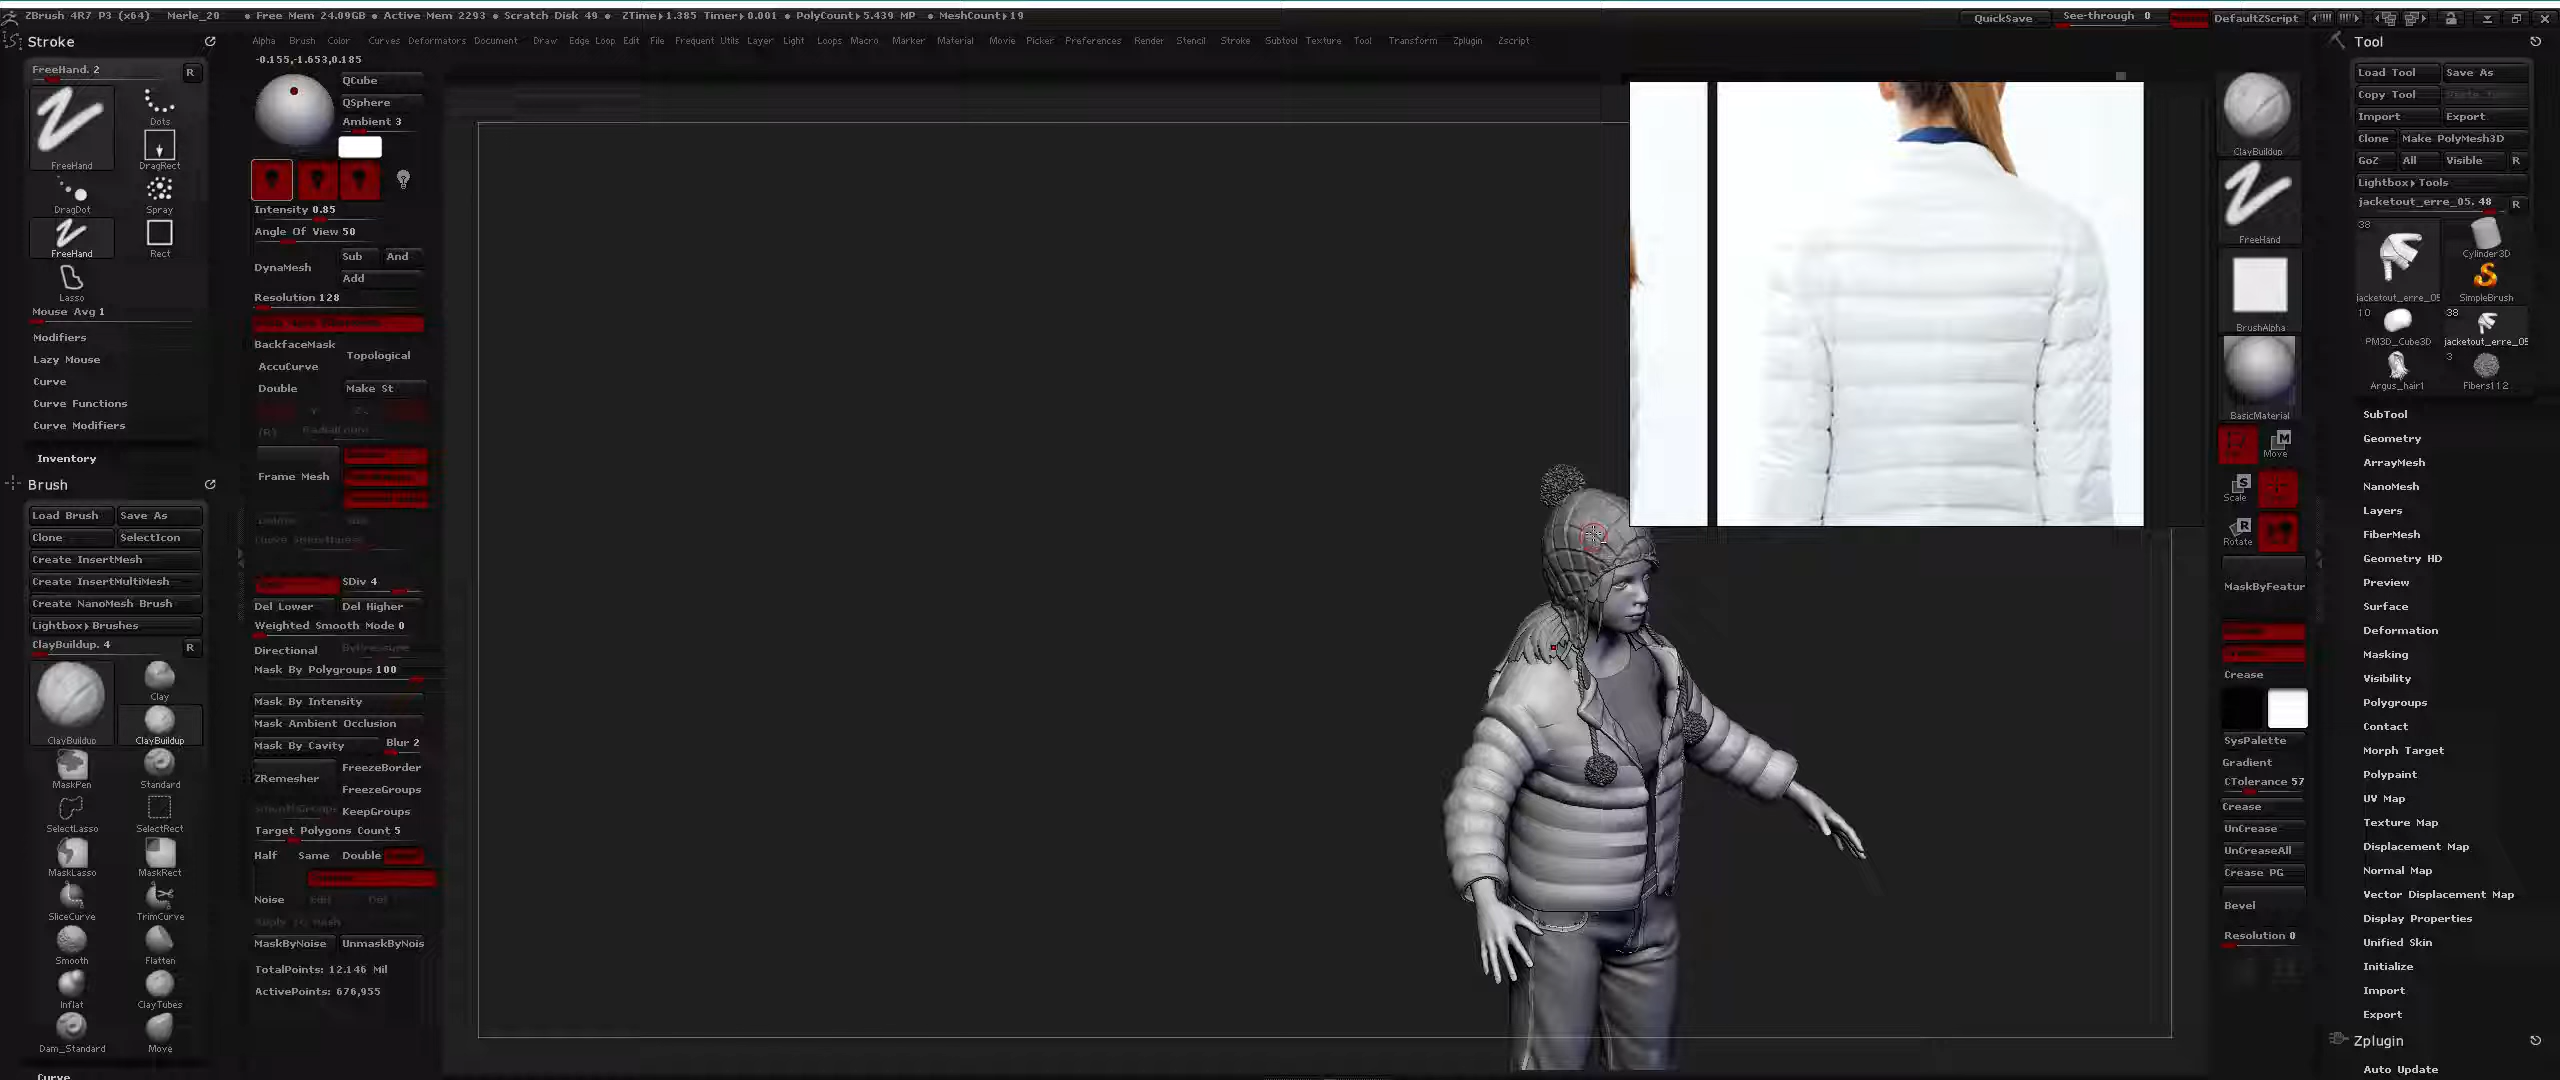 ZBrush 4R7 P3 (x64) Merle_20 • Free Mem 24.09GB • Active Mem 2293 • Scratch Disk 49 • ZTime▸1.385 Timer▸0.001 • PolyCount▸5.439 MP • MeshCount▸19
QuickSave See-through 0 DefaultZScript
Alpha Brush Color Curves Deformators Document Draw Edge Loop Edit File Frequent Utils Layer Light Loops Macro Marker Material Movie Picker Preferences Render Stencil Stroke Subtool Texture Tool Transform Zplugin Zscript
-0.155,-1.653,0.185
Stroke
FreeHand. 2 R
FreeHand
Dots
DragRect
DragDot
Spray
FreeHand
Rect
Lasso
Mouse Avg 1
Modifiers
Lazy Mouse
Curve
Curve Functions
Curve Modifiers
Inventory
Brush
Load Brush Save As
Clone SelectIcon
Create InsertMesh
Create InsertMultiMesh
Create NanoMesh Brush
Lightbox▸Brushes
ClayBuildup. 4 R
ClayBuildup
Clay
ClayBuildup
MaskPen Standard
SelectLasso SelectRect
MaskLasso MaskRect
SliceCurve TrimCurve
Smooth Flatten
Inflat ClayTubes
Dam_Standard Move
Curve
QCube
QSphere
Ambient 3
Intensity 0.85
Angle Of View 50
DynaMesh
Sub And
Add
Resolution 128
BackfaceMask
Topological
AccuCurve
Double Make St
Frame Mesh
SDiv 4
Del Lower Del Higher
Weighted Smooth Mode 0
Directional
Mask By Polygroups 100
Mask By Intensity
Mask Ambient Occlusion
Mask By Cavity Blur 2
ZRemesher
FreezeBorder
FreezeGroups
KeepGroups
Target Polygons Count 5
Half Same Double
Noise
MaskByNoise UnmaskByNois
TotalPoints: 12.146 Mil
ActivePoints: 676,955
ClayBuildup
FreeHand
BrushAlpha
BasicMaterial
Move
Scale
Rotate
MaskByFeatur
Crease
SysPalette
Gradient
CTolerance 57
Crease
UnCrease
UnCreaseAll
Crease PG
Bevel
Resolution 0
Tool
Load Tool Save As
Copy Tool
Import Export
Clone Make PolyMesh3D
GoZ All Visible R
Lightbox▸Tools
jacketout_erre_05. 48 R
38
jacketout_erre_05
Cylinder3D
SimpleBrush
10
PM3D_Cube3D
38
jacketout_erre_05
Argus_hair1
3
Fibers112
SubTool
Geometry
ArrayMesh
NanoMesh
Layers
FiberMesh
Geometry HD
Preview
Surface
Deformation
Masking
Visibility
Polygroups
Contact
Morph Target
Polypaint
UV Map
Texture Map
Displacement Map
Normal Map
Vector Displacement Map
Display Properties
Unified Skin
Initialize
Import
Export
Zplugin
Auto Update